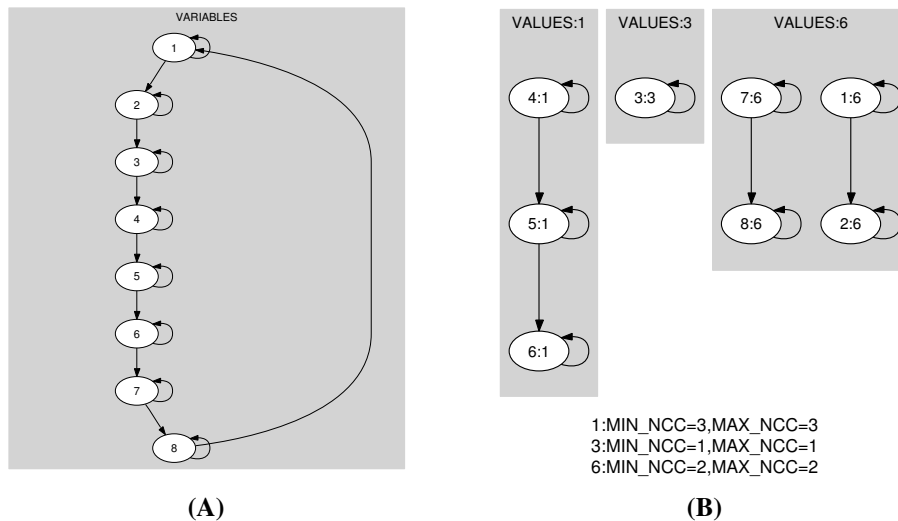 VARIABLES
1
2
3
4
5
6
7
8
(A)
VALUES:1 VALUES:3 VALUES:6
4:1 3:3 7:6 1:6
5:1 8:6 2:6
6:1
1:MIN_NCC=3,MAX_NCC=3
3:MIN_NCC=1,MAX_NCC=1
6:MIN_NCC=2,MAX_NCC=2
(B)